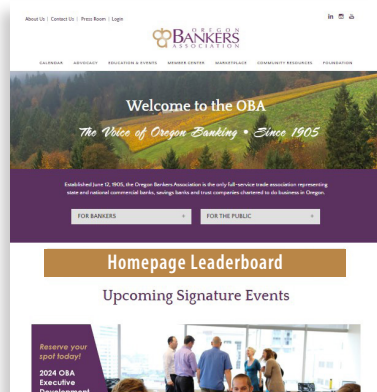 About Us | Contact Us | Press Room | Login
OREGON
BANKERS
ASSOCIATION
CALENDAR ADVOCACY EDUCATION & EVENTS MEMBER CENTER MARKETPLACE COMMUNITY RESOURCES FOUNDATION
Welcome to the OBA
The Voice of Oregon Banking • Since 1905
Established June 12, 1905, the Oregon Bankers Association is the only full-service trade association representing
state and national commercial banks, savings banks and trust companies chartered to do business in Oregon.
FOR BANKERS +
FOR THE PUBLIC +
Homepage Leaderboard
Upcoming Signature Events
Reserve your
spot today!
2024 OBA
Executive
Development